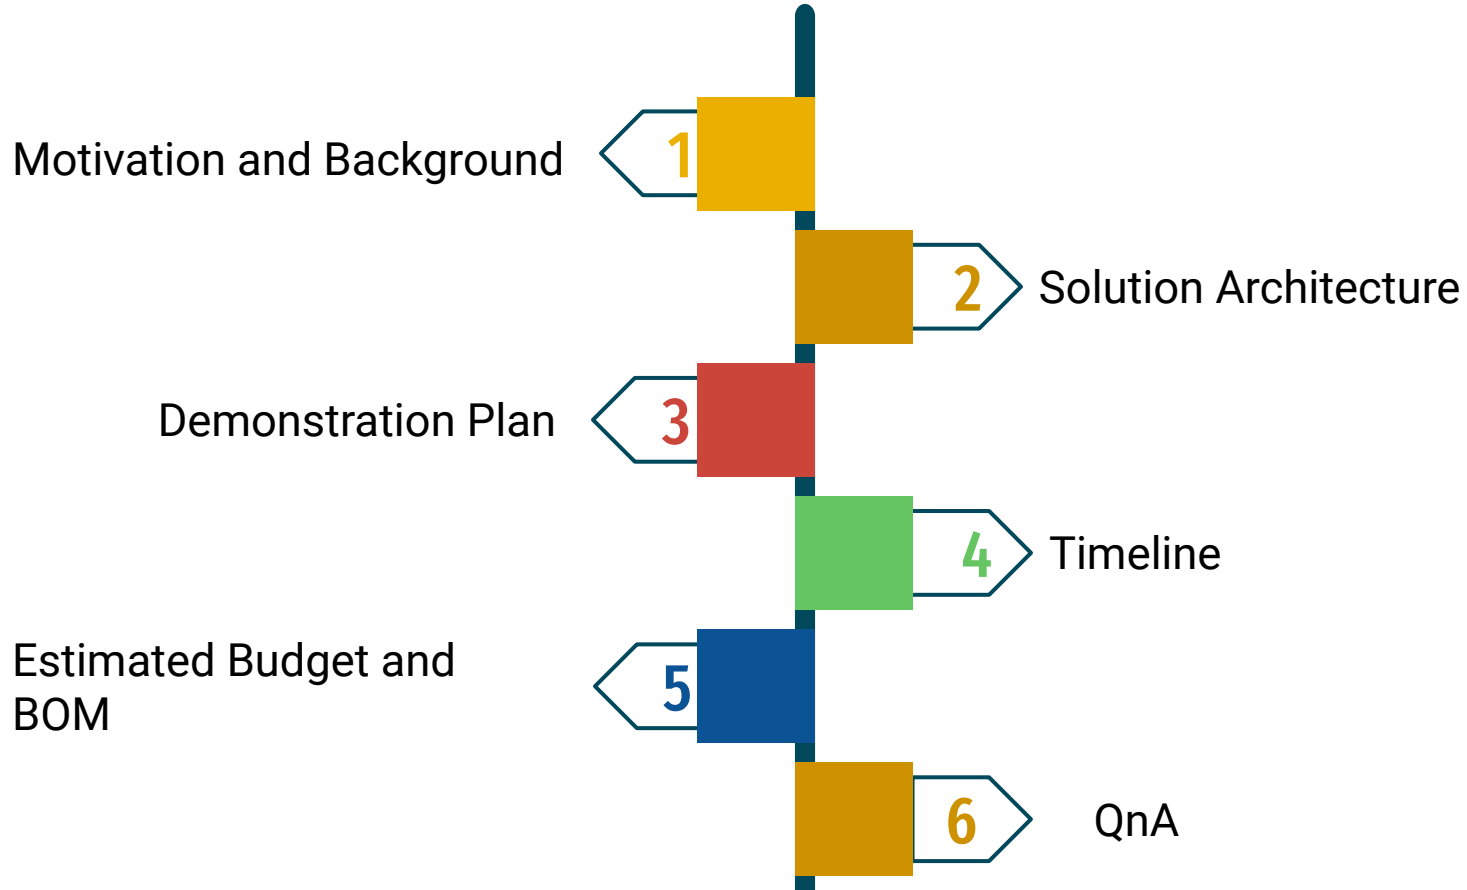 Motivation and Background
1
2
Solution Architecture
Demonstration Plan
3
4
Timeline
Estimated Budget and
BOM
5
6
QnA